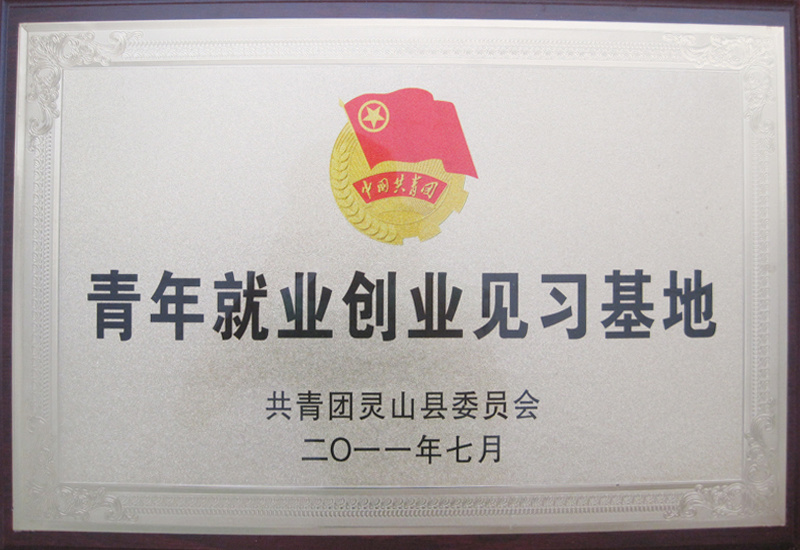 中国共青团
青年就业创业见习基地
共青团灵山县委员会
二〇一一年七月